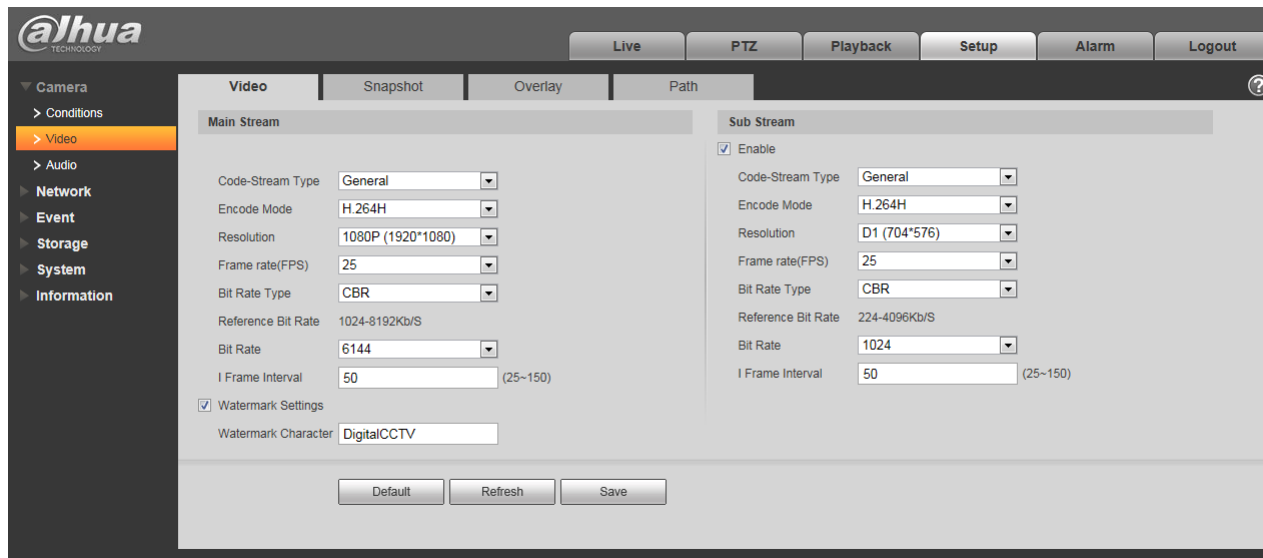 alhua
TECHNOLOGY
Live PTZ Playback Setup Alarm Logout
Camera
> Conditions
> Video
> Audio
Network
Event
Storage
System
Information
Video Snapshot Overlay Path
?
Main Stream
Code-Stream Type General
Encode Mode H.264H
Resolution 1080P (1920*1080)
Frame rate(FPS) 25
Bit Rate Type CBR
Reference Bit Rate 1024-8192Kb/S
Bit Rate 6144
I Frame Interval 50 (25~150)
Watermark Settings
Watermark Character DigitalCCTV
Sub Stream
Enable
Code-Stream Type General
Encode Mode H.264H
Resolution D1 (704*576)
Frame rate(FPS) 25
Bit Rate Type CBR
Reference Bit Rate 224-4096Kb/S
Bit Rate 1024
I Frame Interval 50 (25~150)
Default Refresh Save